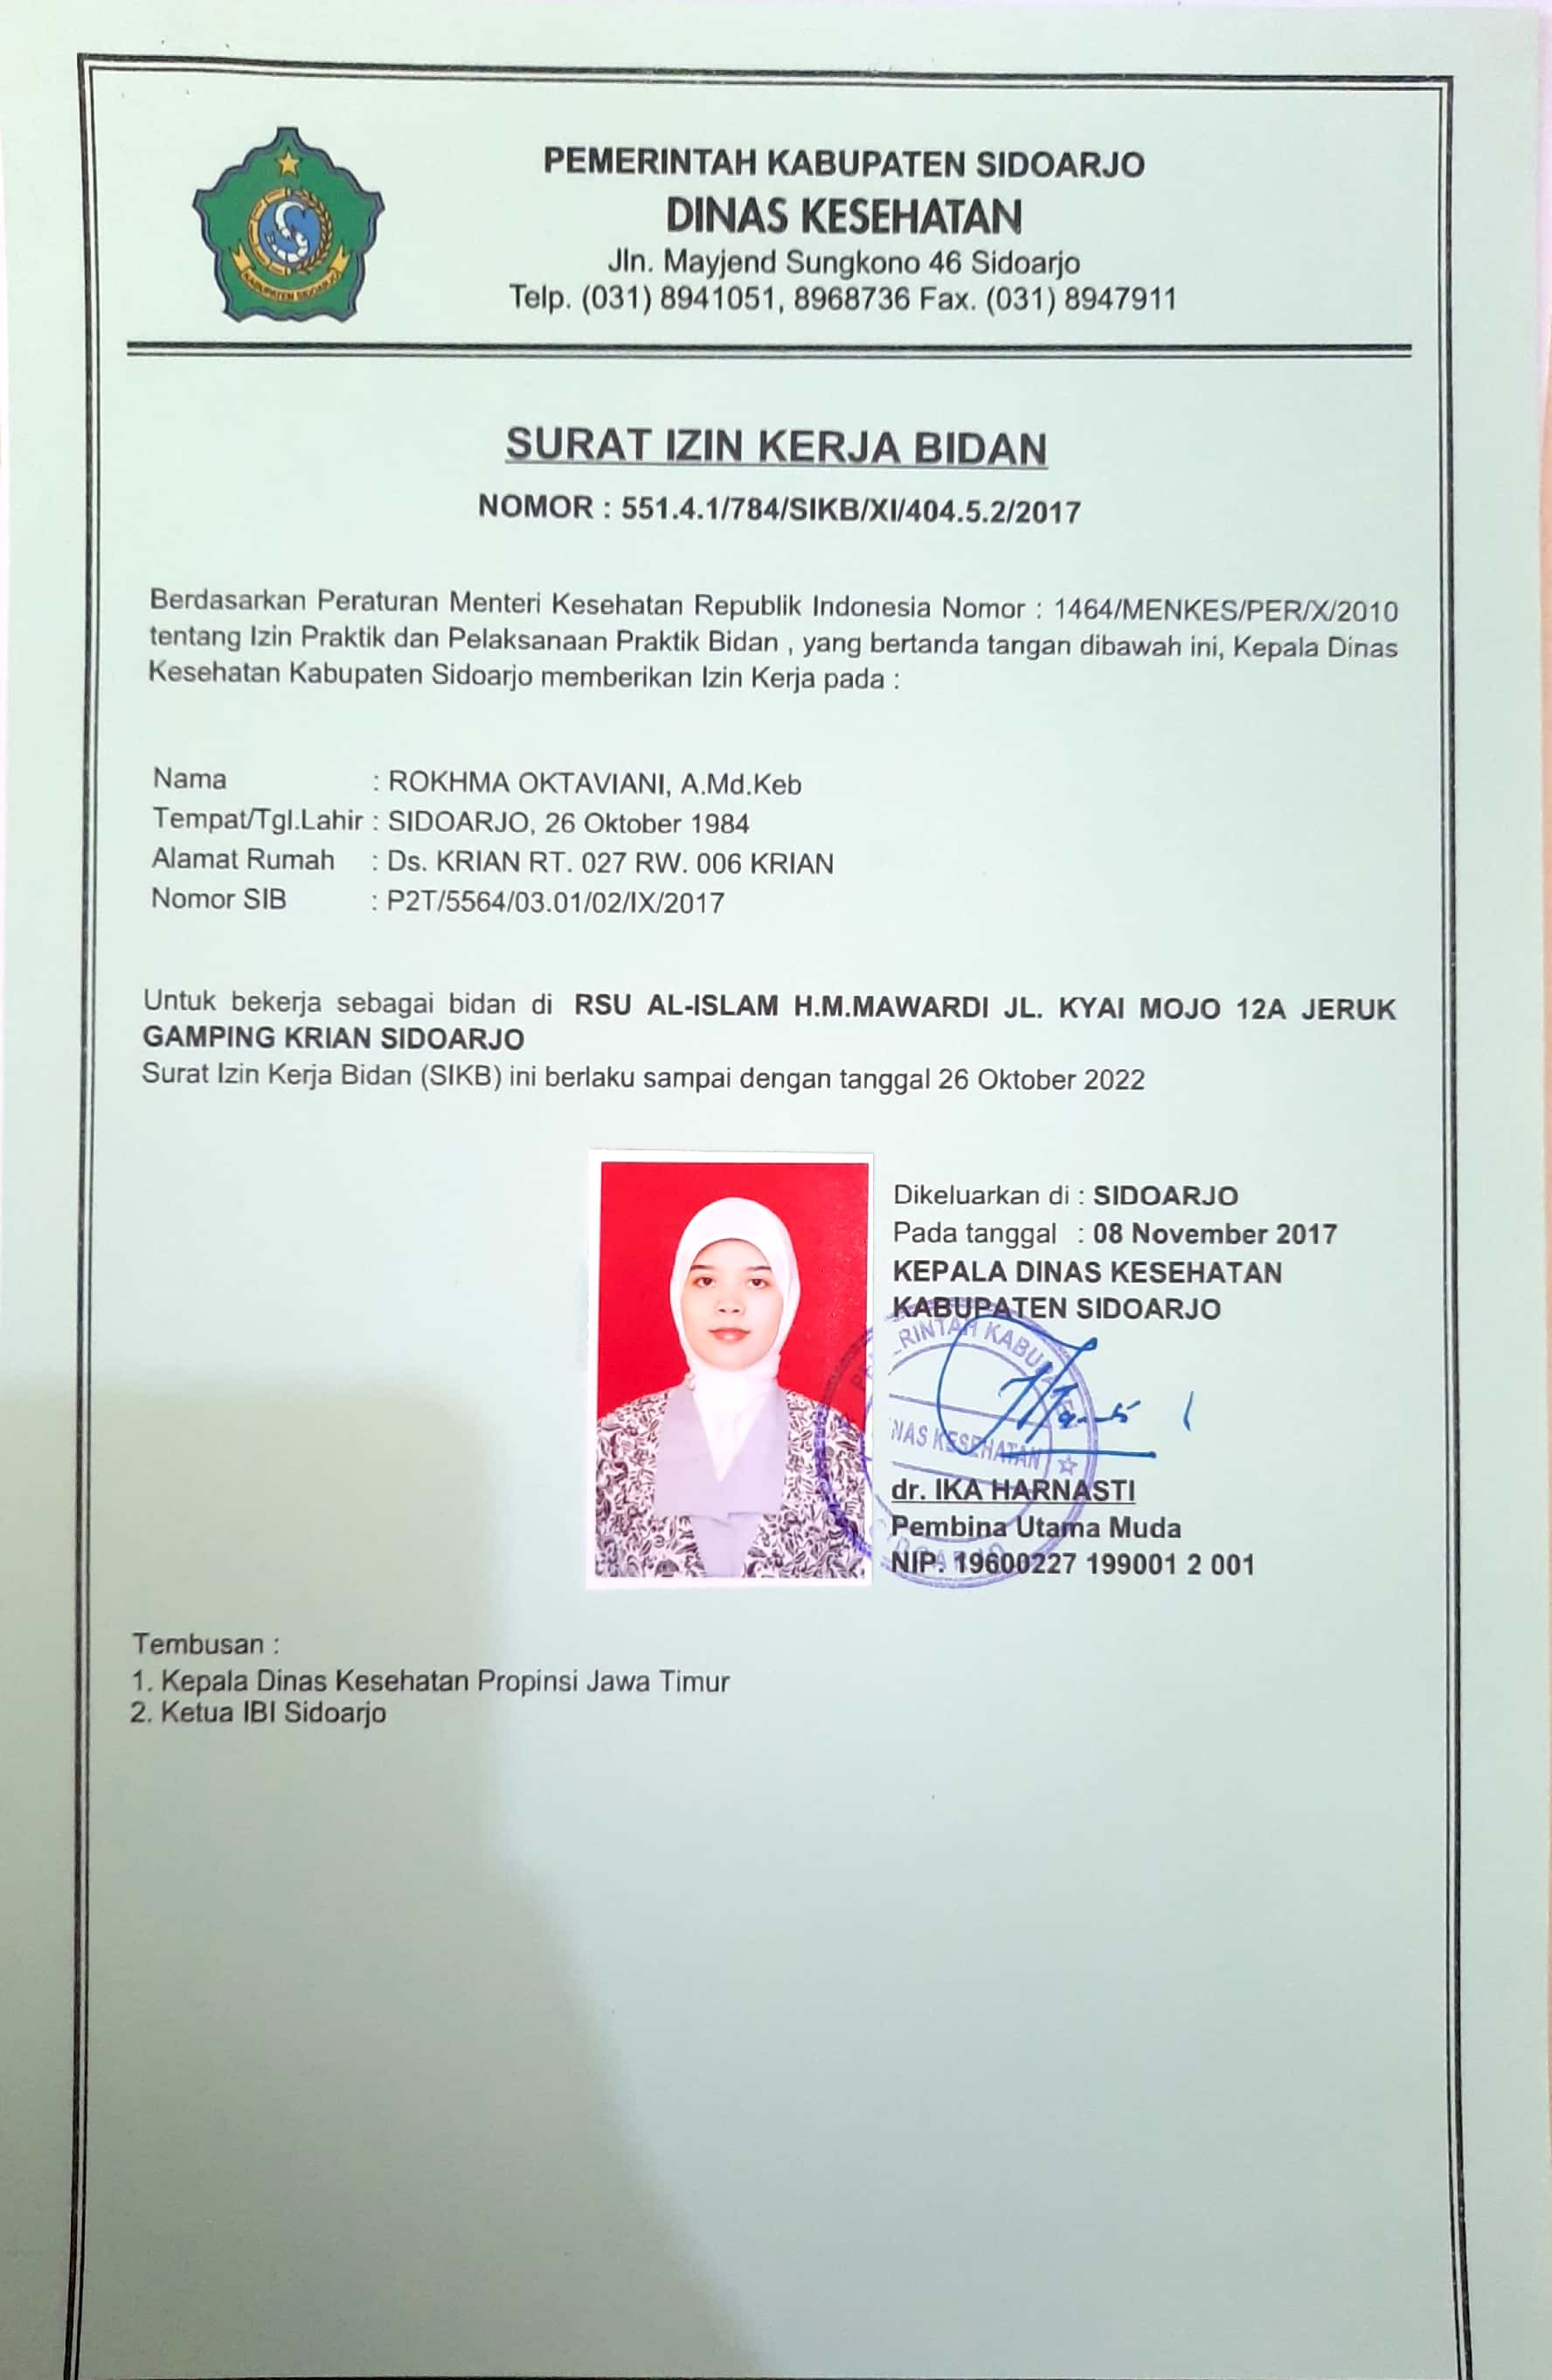 PEMERINTAH KABUPATEN SIDOARJO
DINAS KESEHATAN
Jln. Mayjend Sungkono 46 Sidoarjo
Telp. (031) 8941051, 8968736 Fax. (031) 8947911
KABUPATEN SIDOARJO
SURAT IZIN KERJA BIDAN
NOMOR : 551.4.1/784/SIKB/XI/404.5.2/2017
Berdasarkan Peraturan Menteri Kesehatan Republik Indonesia Nomor : 1464/MENKES/PER/X/2010
tentang Izin Praktik dan Pelaksanaan Praktik Bidan , yang bertanda tangan dibawah ini, Kepala Dinas
Kesehatan Kabupaten Sidoarjo memberikan Izin Kerja pada :
Nama : ROKHMA OKTAVIANI, A.Md.Keb
Tempat/Tgl.Lahir : SIDOARJO, 26 Oktober 1984
Alamat Rumah : Ds. KRIAN RT. 027 RW. 006 KRIAN
Nomor SIB : P2T/5564/03.01/02/IX/2017
Untuk bekerja sebagai bidan di RSU AL-ISLAM H.M.MAWARDI JL. KYAI MOJO 12A JERUK
GAMPING KRIAN SIDOARJO
Surat Izin Kerja Bidan (SIKB) ini berlaku sampai dengan tanggal 26 Oktober 2022
Dikeluarkan di : SIDOARJO
Pada tanggal : 08 November 2017
KEPALA DINAS KESEHATAN
KABUPATEN SIDOARJO
KESEHATAN
dr. IKA HARNASTI
Pembina Utama Muda
NIP. 19600227 199001 2 001
Tembusan :
1. Kepala Dinas Kesehatan Propinsi Jawa Timur
2. Ketua IBI Sidoarjo